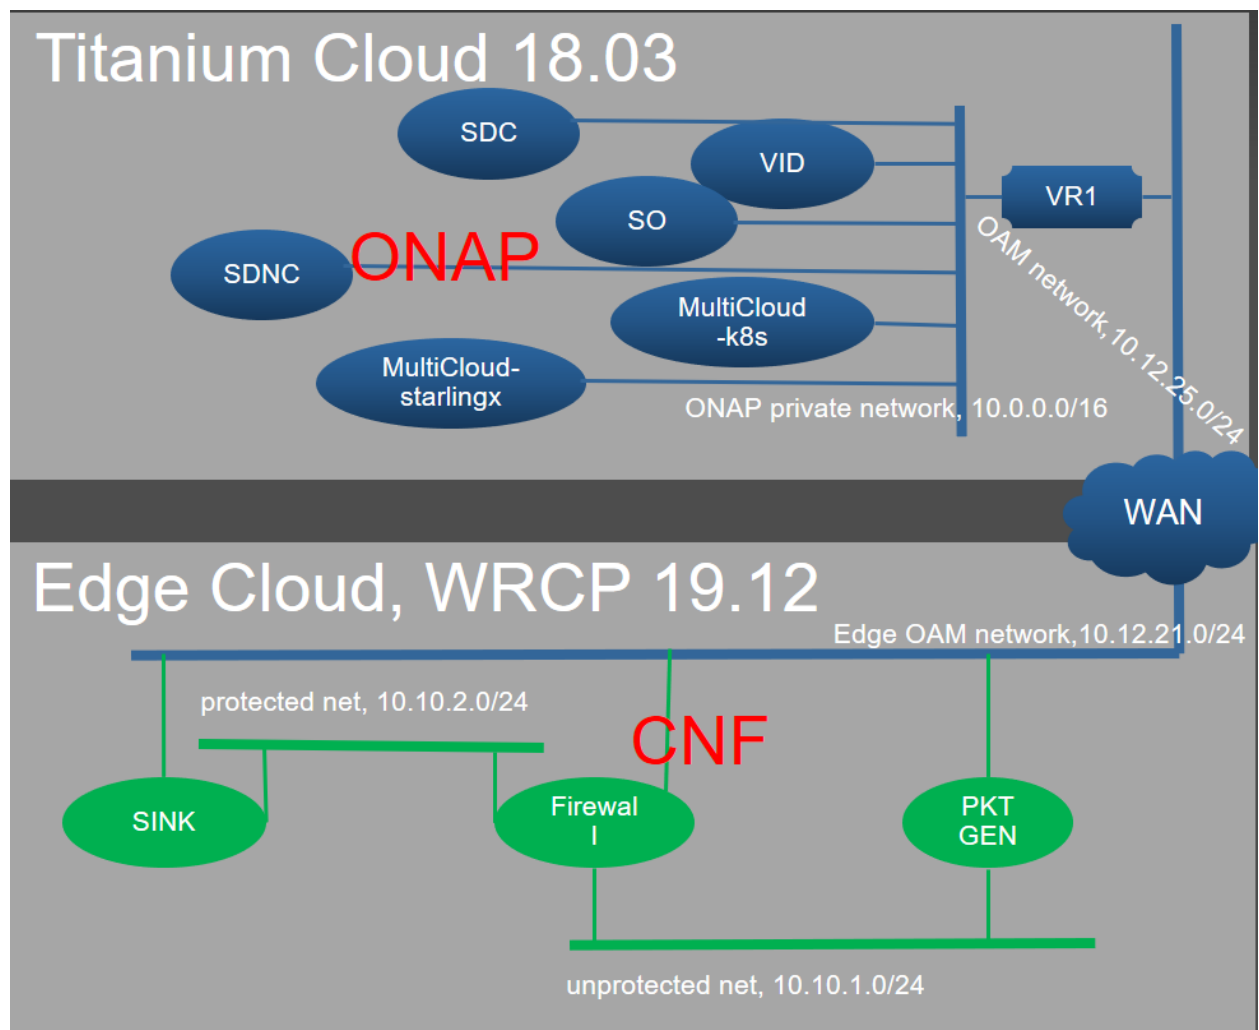 Titanium Cloud 18.03
SDC
VID
VR1
SO
OAM network,10.12.25.0/24
ONAP
SDNC
MultiCloud
-k8s
MultiCloud-
starlingx
ONAP private network, 10.0.0.0/16
WAN
Edge Cloud, WRCP 19.12
Edge OAM network,10.12.21.0/24
protected net, 10.10.2.0/24
CNF
SINK
Firewal
l
PKT
GEN
unprotected net, 10.10.1.0/24